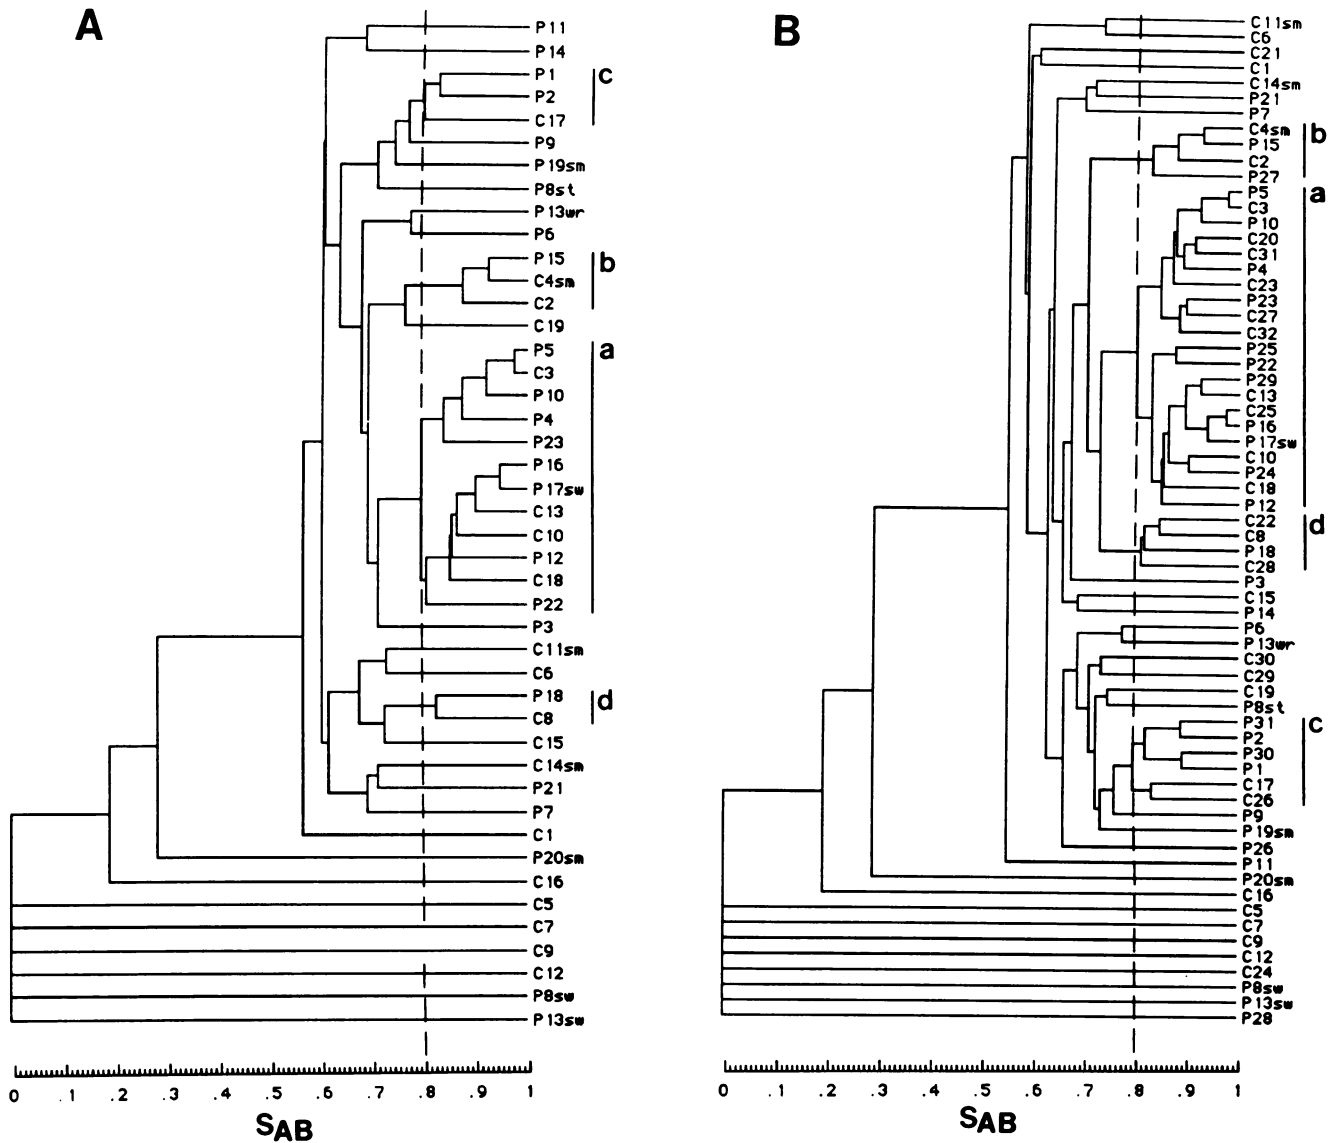 A
P11
P14
P1
P2
C17
c
P9
P19sm
P8st
P13wr
P6
P15
C4sm
C2
b
C19
P5
C3
P10
P4
P23
P16
P17sw
C13
C10
P12
C18
P22
a
P3
C11sm
C6
P18
C8
d
C15
C14sm
P21
P7
C1
P20sm
C16
C5
C7
C9
C12
P8sw
P13sw
0 .1 .2 .3 .4 .5 .6 .7 .8 .9 1
SAB
B
C11sm
C6
C21
C1
C14sm
P21
P7
C4sm
P15
C2
P27
b
P5
C3
P10
C20
C31
P4
C23
P23
C27
C32
P25
P22
P29
C13
C25
P16
P17sw
C10
P24
C18
P12
a
C22
C8
P18
C28
d
P3
C15
P14
P6
P13wr
C30
C29
C19
P8st
P31
P2
P30
P1
C17
C26
c
P9
P19sm
P26
P11
P20sm
C16
C5
C7
C9
C12
C24
P8sw
P13sw
P28
0 .1 .2 .3 .4 .5 .6 .7 .8 .9 1
SAB